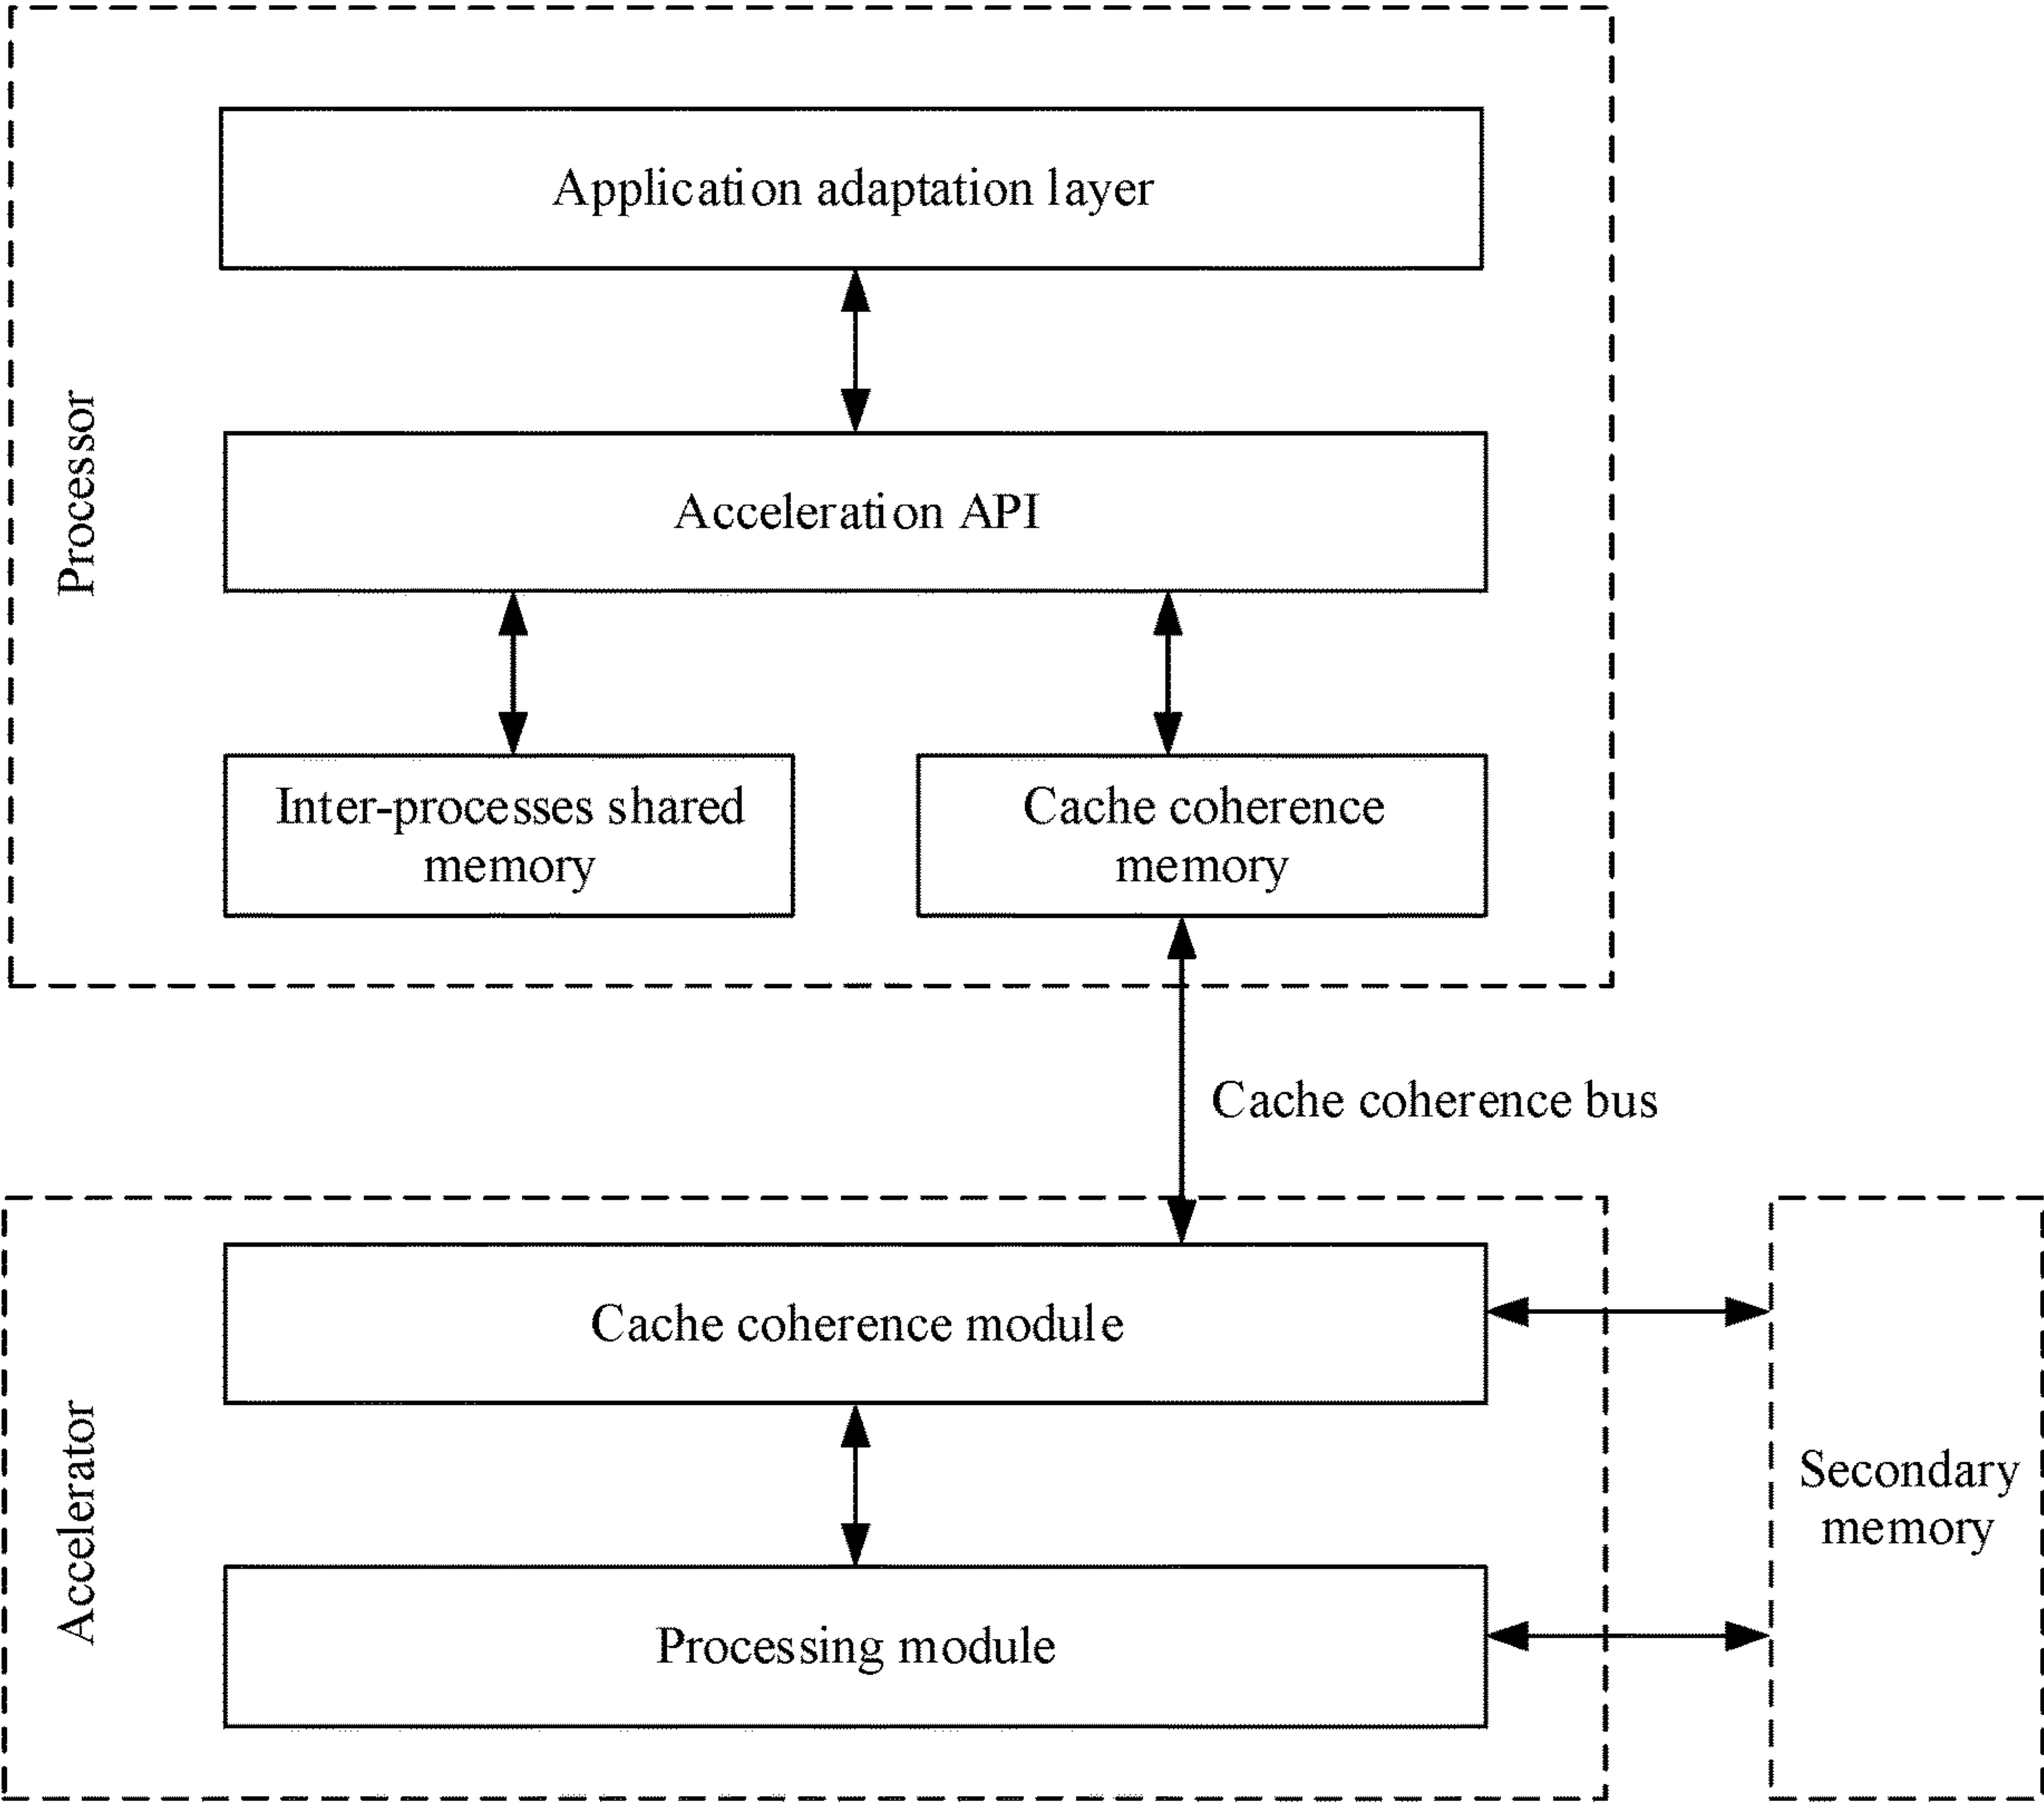 Processor
Application adaptation layer
Acceleration API
Inter-processes shared
memory
Cache coherence
memory
Cache coherence bus
Accelerator
Cache coherence module
Processing module
Secondary
memory